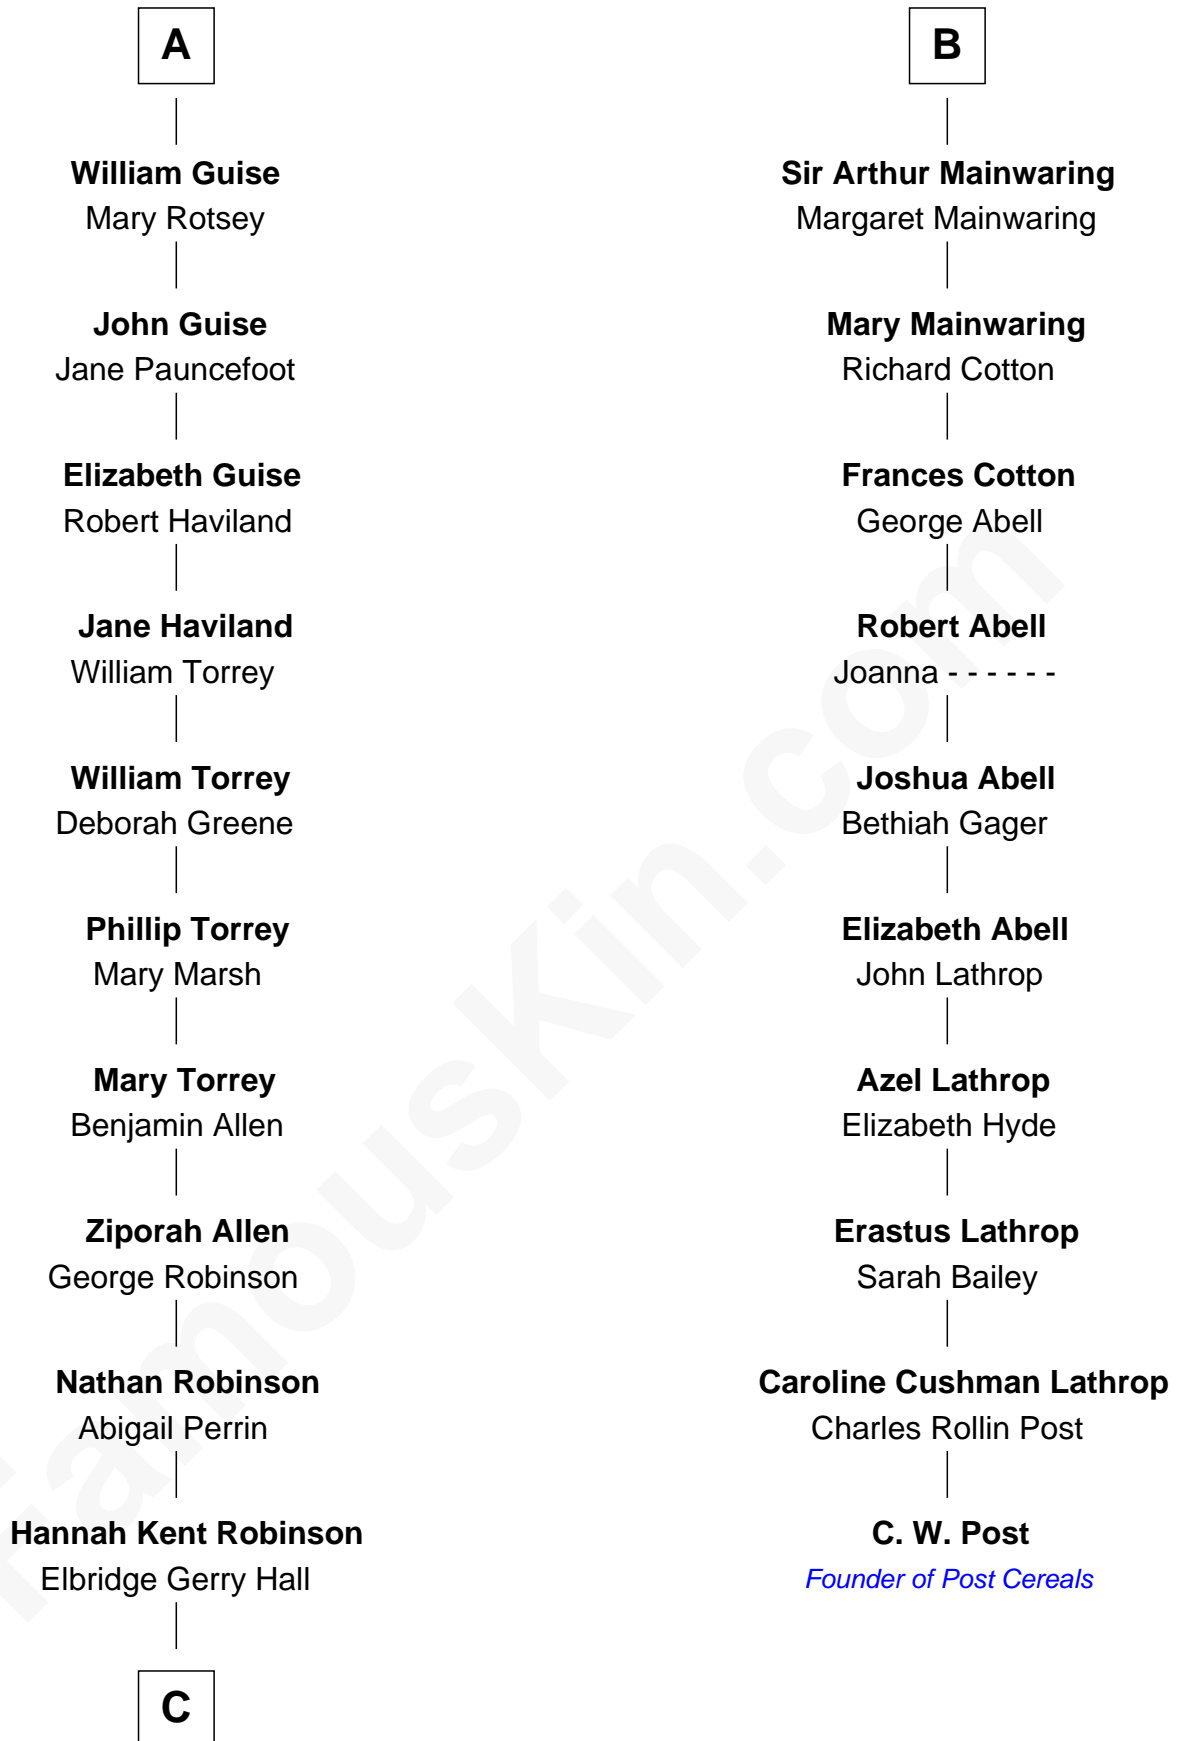 A
William Guise
Mary Rotsey
John Guise
Jane Pauncefoot
Elizabeth Guise
Robert Haviland
Jane Haviland
William Torrey
William Torrey
Deborah Greene
Phillip Torrey
Mary Marsh
Mary Torrey
Benjamin Allen
Ziporah Allen
George Robinson
Nathan Robinson
Abigail Perrin
Hannah Kent Robinson
Elbridge Gerry Hall
C
B
Sir Arthur Mainwaring
Margaret Mainwaring
Mary Mainwaring
Richard Cotton
Frances Cotton
George Abell
Robert Abell
Joanna - - - - - -
Joshua Abell
Bethiah Gager
Elizabeth Abell
John Lathrop
Azel Lathrop
Elizabeth Hyde
Erastus Lathrop
Sarah Bailey
Caroline Cushman Lathrop
Charles Rollin Post
C. W. Post
Founder of Post Cereals
famouskin.com